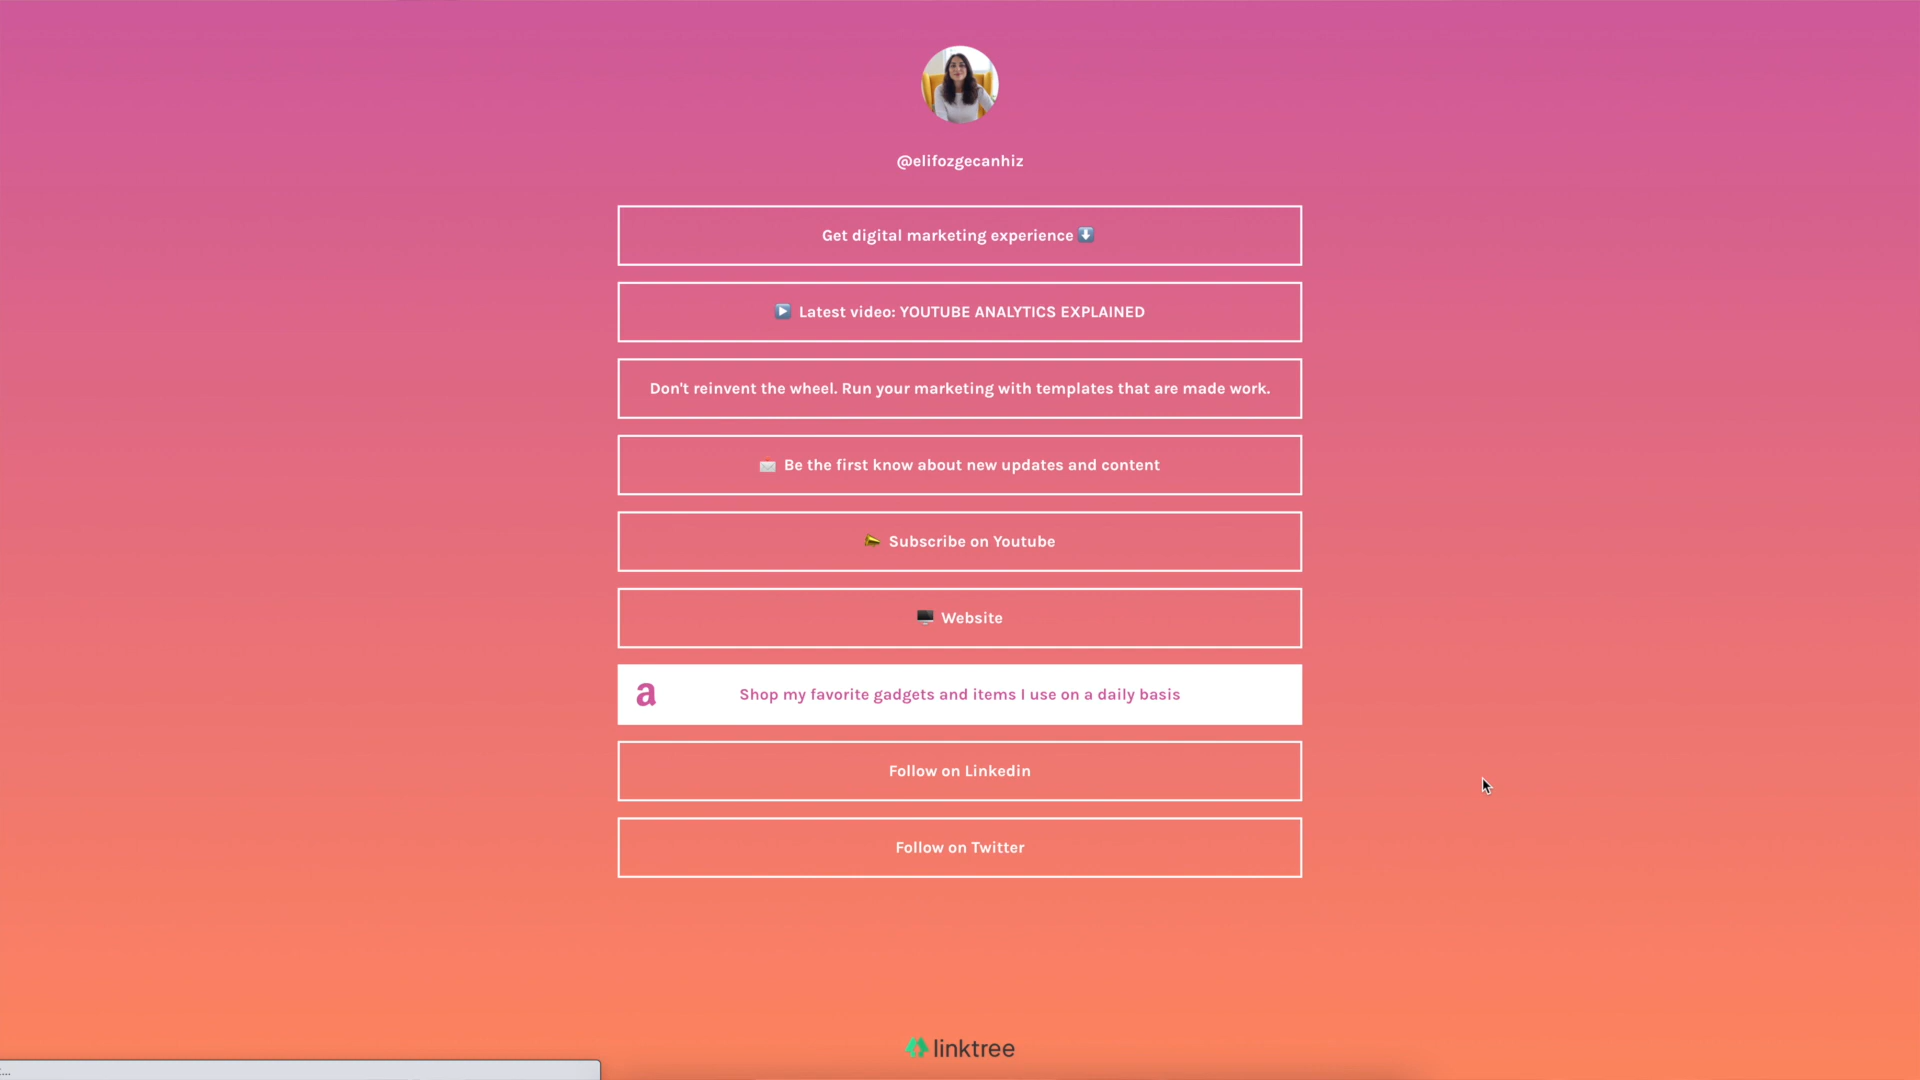 @elifozgecanhiz
Get digital marketing experience ⬇️
▶️ Latest video: YOUTUBE ANALYTICS EXPLAINED
Don't reinvent the wheel. Run your marketing with templates that are made work.
📩 Be the first know about new updates and content
📣 Subscribe on Youtube
🖥️ Website
a Shop my favorite gadgets and items I use on a daily basis
Follow on Linkedin
Follow on Twitter
linktree